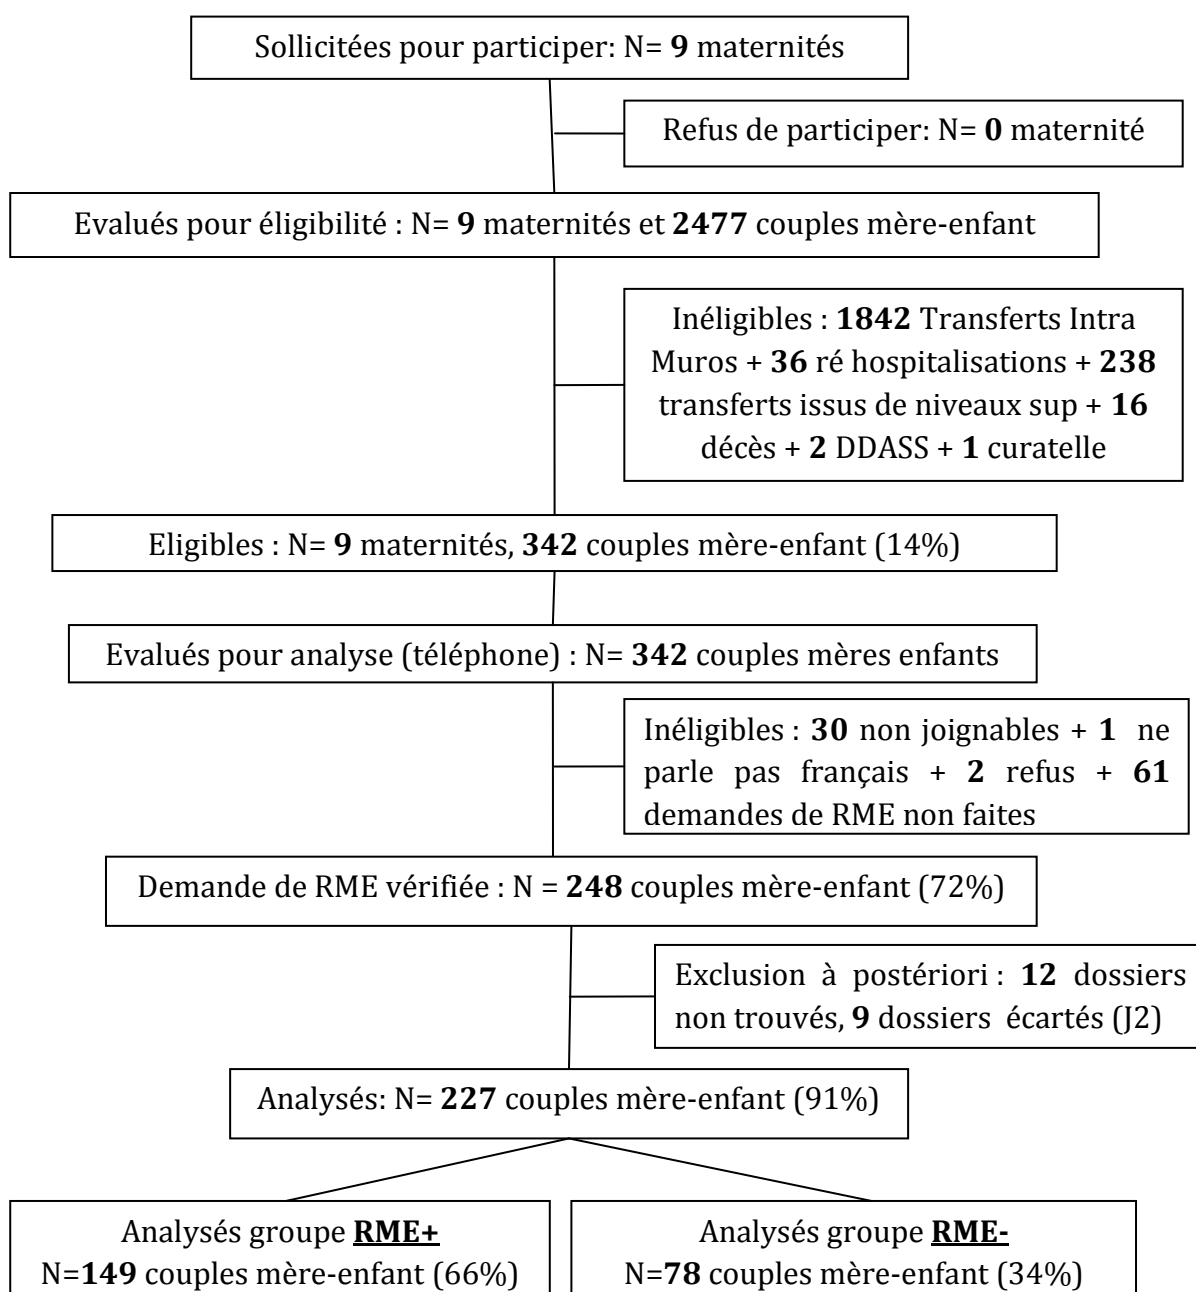 Sollicitées pour participer: N= 9 maternités
Refus de participer: N= 0 maternité
Evalués pour éligibilité : N= 9 maternités et 2477 couples mère-enfant
Inéligibles : 1842 Transferts Intra
Muros + 36 ré hospitalisations + 238
transferts issus de niveaux sup + 16
décès + 2 DDASS + 1 curatelle
Eligibles : N= 9 maternités, 342 couples mère-enfant (14%)
Evalués pour analyse (téléphone) : N= 342 couples mères enfants
Inéligibles : 30 non joignables + 1 ne
parle pas français + 2 refus + 61
demandes de RME non faites
Demande de RME vérifiée : N = 248 couples mère-enfant (72%)
Exclusion à postériori : 12 dossiers
non trouvés, 9 dossiers écartés (J2)
Analysés: N= 227 couples mère-enfant (91%)
Analysés groupe RME+
N=149 couples mère-enfant (66%)
Analysés groupe RME-
N=78 couples mère-enfant (34%)